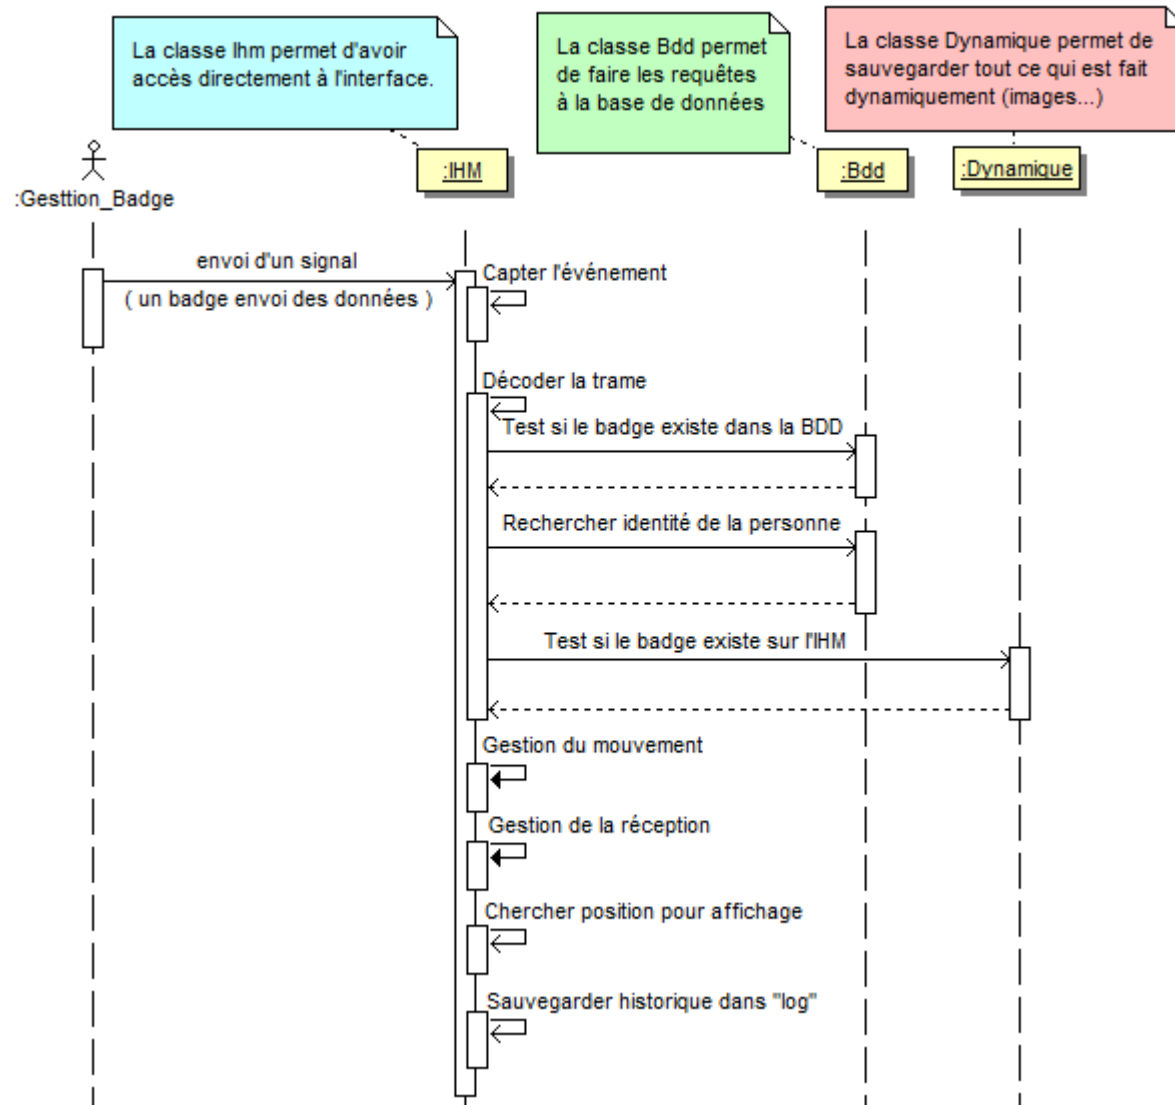 La classe Ihm permet d'avoir
accès directement à l'interface.
La classe Bdd permet
de faire les requêtes
à la base de données
La classe Dynamique permet de
sauvegarder tout ce qui est fait
dynamiquement (images...)
:Gesttion_Badge
:IHM
:Bdd
:Dynamique
envoi d'un signal
( un badge envoi des données )
Capter l'événement
Décoder la trame
Test si le badge existe dans la BDD
Rechercher identité de la personne
Test si le badge existe sur l'IHM
Gestion du mouvement
Gestion de la réception
Chercher position pour affichage
Sauvegarder historique dans "log"